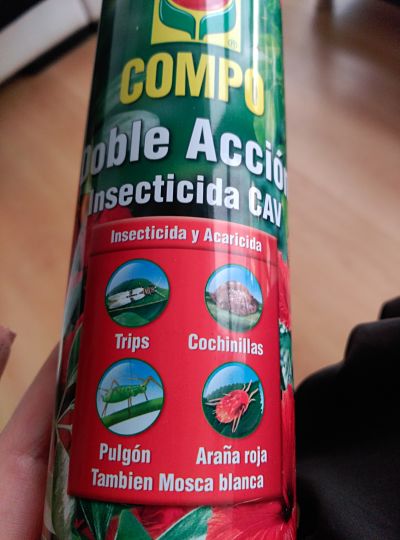 COMPO
Doble Acción
Insecticida CAV
Insecticida y Acaricida
Trips Cochinillas
Pulgón Araña roja
Tambien Mosca blanca